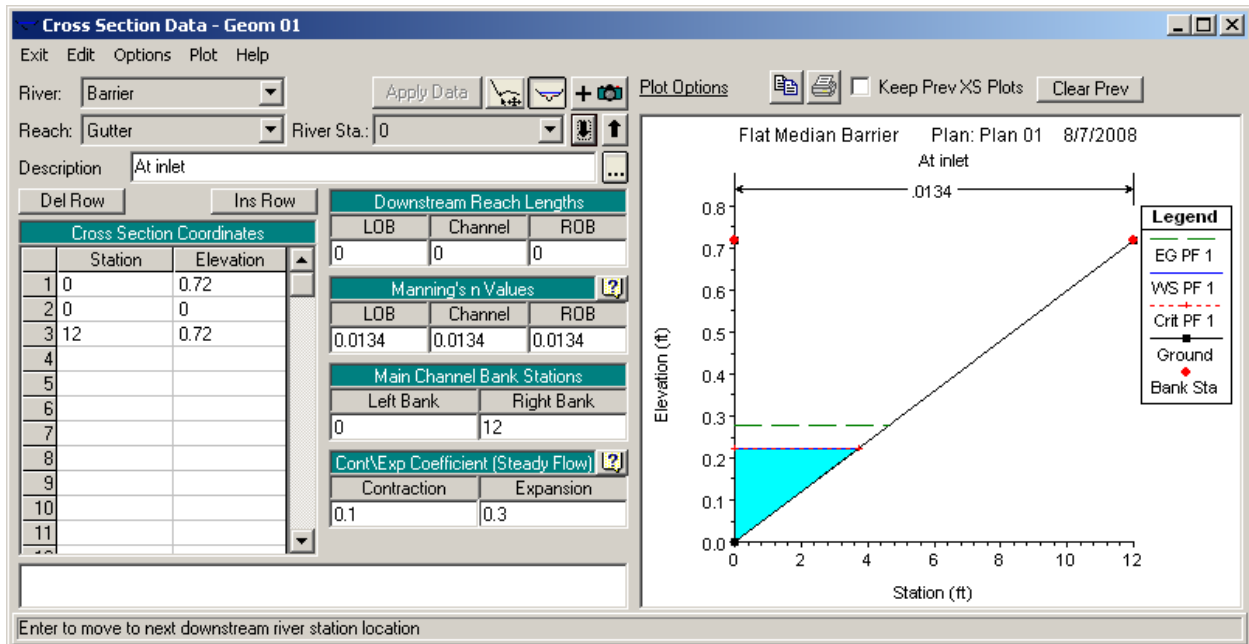 Cross Section Data - Geom 01
Exit Edit Options Plot Help
River: Barrier Apply Data
Reach: Gutter River Sta.: 0
Description At inlet ...
Del Row Ins Row
Cross Section Coordinates
Station Elevation
1 0 0.72
2 0 0
3 12 0.72
4
5
6
7
8
9
10
11
Downstream Reach Lengths
LOB Channel ROB
0 0 0
Manning's n Values ?
LOB Channel ROB
0.0134 0.0134 0.0134
Main Channel Bank Stations
Left Bank Right Bank
0 12
Cont\Exp Coefficient (Steady Flow) ?
Contraction Expansion
0.1 0.3
Plot Options Keep Prev XS Plots Clear Prev
Flat Median Barrier Plan: Plan 01 8/7/2008
At inlet
.0134
0.8
0.7
0.6
0.5
0.4
0.3
0.2
0.1
0.0
Elevation (ft)
0 2 4 6 8 10 12
Station (ft)
Legend
EG PF 1
WS PF 1
Crit PF 1
Ground
Bank Sta
Enter to move to next downstream river station location